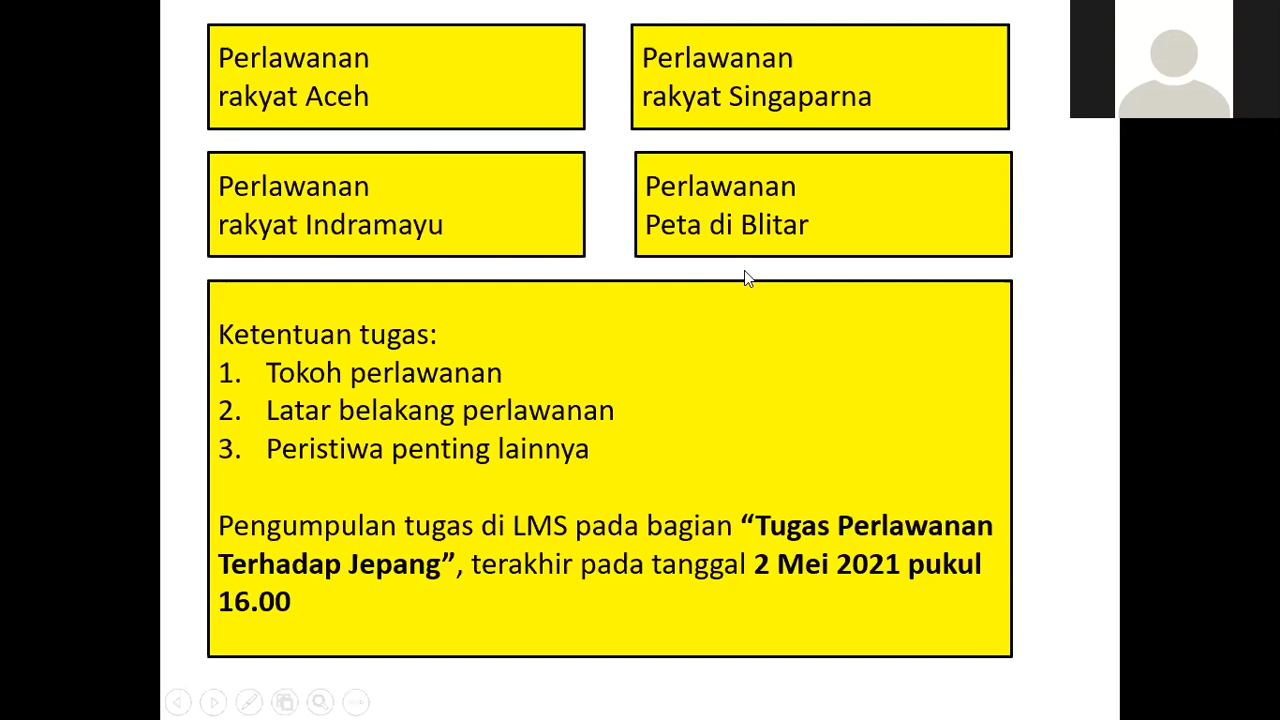 Perlawanan
rakyat Aceh
Perlawanan
rakyat Singaparna
Perlawanan
rakyat Indramayu
Perlawanan
Peta di Blitar
Ketentuan tugas:
1. Tokoh perlawanan
2. Latar belakang perlawanan
3. Peristiwa penting lainnya
Pengumpulan tugas di LMS pada bagian “Tugas Perlawanan
Terhadap Jepang”, terakhir pada tanggal 2 Mei 2021 pukul
16.00